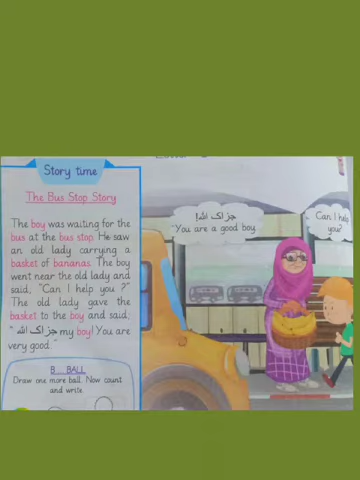 Story time
The Bus Stop Story
The boy was waiting for the
bus at the bus stop. He saw
an old lady carrying a
basket of bananas. The boy
went near the old lady and
said, "Can I help you ?"
The old lady gave the
basket to the boy and said;
" جزاک اللہ my boy! You are
very good. "
B BALL
Draw one more ball. Now count
and write
جزاک اللہ!
"You are a good boy.
Can I help
you?